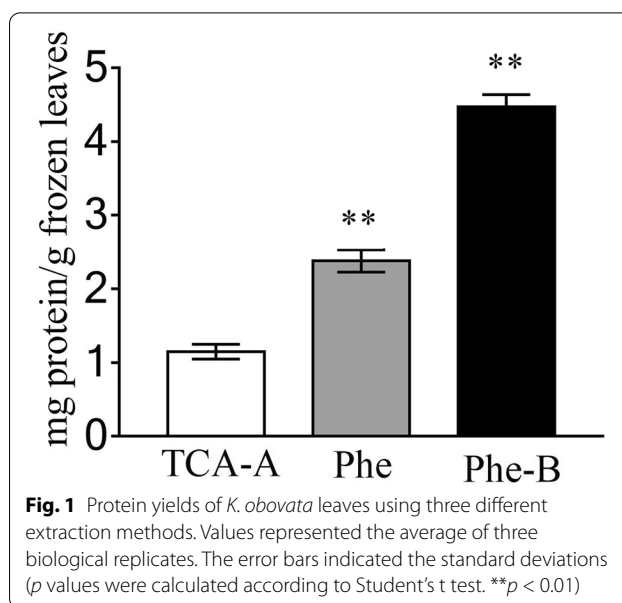 mg protein/g frozen leaves
5
4
3
2
1
0
**
**
TCA-A
Phe
Phe-B
Fig. 1 Protein yields of K. obovata leaves using three different
extraction methods. Values represented the average of three
biological replicates. The error bars indicated the standard deviations
(p values were calculated according to Student’s t test. **p < 0.01)